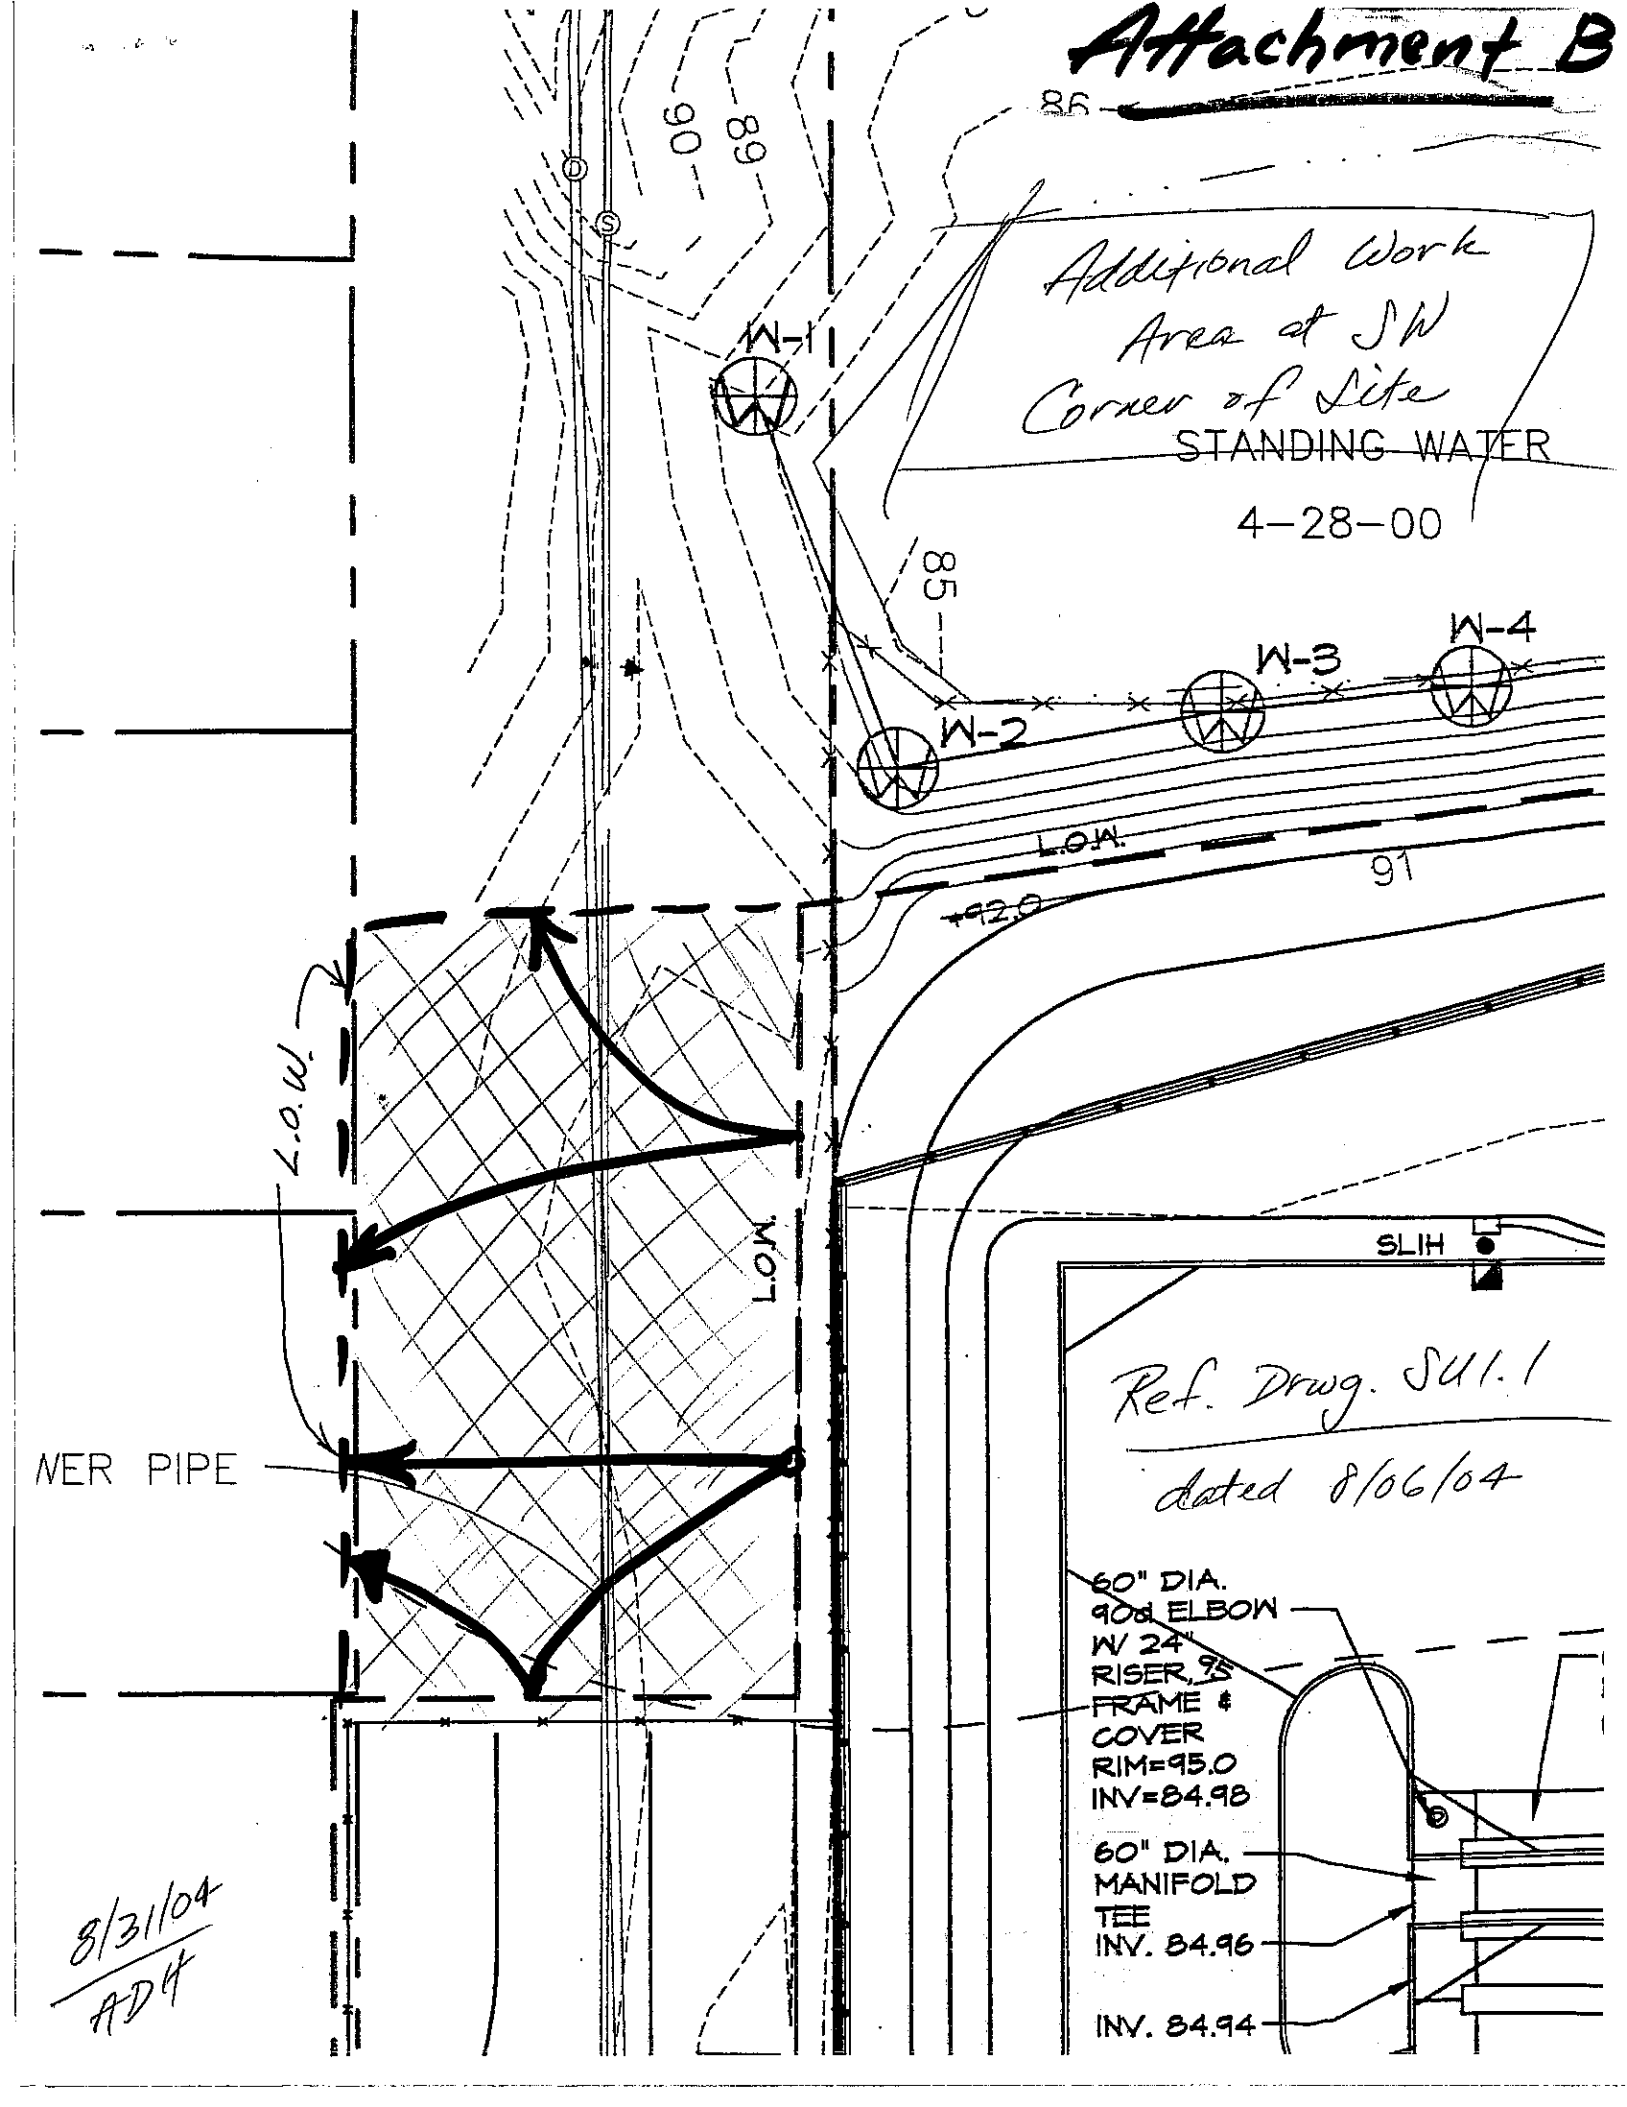 Attachment B
86
90
89
D
S
Additional Work
Area at SW
Corner of Site
STANDING WATER
4-28-00
W-1
W
85
W-4
W
W-3
W
W-2
W
L.O.W.
91
+92.0
L.O.W.
L.O.W.
SLIH
Ref. Drwg. SU1.1
dated 8/06/04
WER PIPE
60" DIA.
90d ELBOW
W/ 24"
RISER,
95
FRAME &
COVER
RIM=95.0
INV=84.98
60" DIA.
MANIFOLD
TEE
INV. 84.96
INV. 84.94
8/31/04
ADH